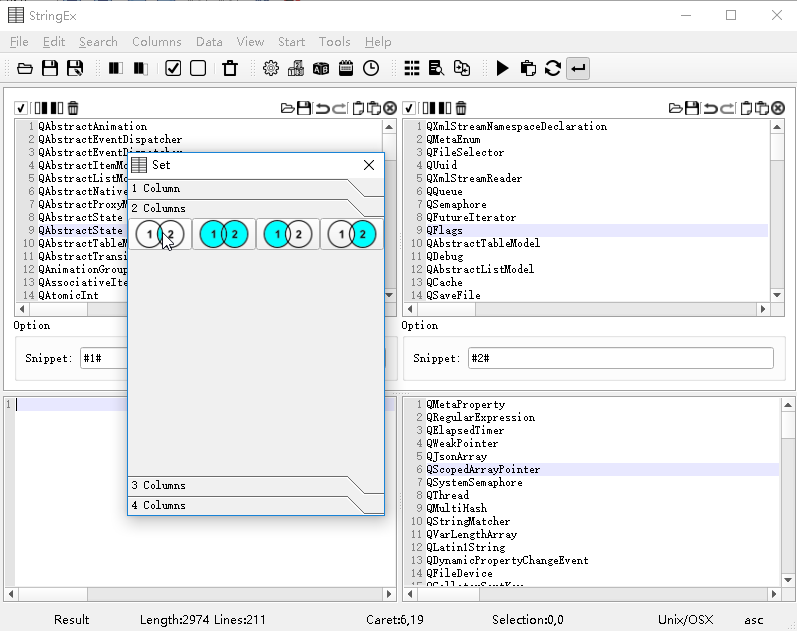 StringEx
File Edit Search Columns Data View Start Tools Help
1 QAbstractAnimation
2 QAbstractEventDispatcher
3 QAbstractEventDispatcher
4 QAbstractItemMo
5 QAbstractListMo
6 QAbstractNative
7 QAbstractProxyM
8 QAbstractState
9 QAbstractState
10 QAbstractTableM
11 QAbstractTransi
12 QAnimationGroup
13 QAssociativeIte
14 QAtomicInt
Option
Snippet: #1#
1 QXmlStreamNamespaceDeclaration
2 QMetaEnum
3 QFileSelector
4 QUuid
5 QXmlStreamReader
6 QQueue
7 QSemaphore
8 QFutureIterator
9 QFlags
10 QAbstractTableModel
11 QDebug
12 QAbstractListModel
13 QCache
14 QSaveFile
Option
Snippet: #2#
Set
1 Column
2 Columns
1 2 1 2 1 2 1 2
3 Columns
4 Columns
1
1 QMetaProperty
2 QRegularExpression
3 QElapsedTimer
4 QWeakPointer
5 QJsonArray
6 QScopedArrayPointer
7 QSystemSemaphore
8 QThread
9 QMultiHash
10 QStringMatcher
11 QVarLengthArray
12 QLatin1String
13 QDynamicPropertyChangeEvent
14 QFileDevice
15 QCollatorSortKey
Result Length:2974 Lines:211 Caret:6,19 Selection:0,0 Unix/OSX asc